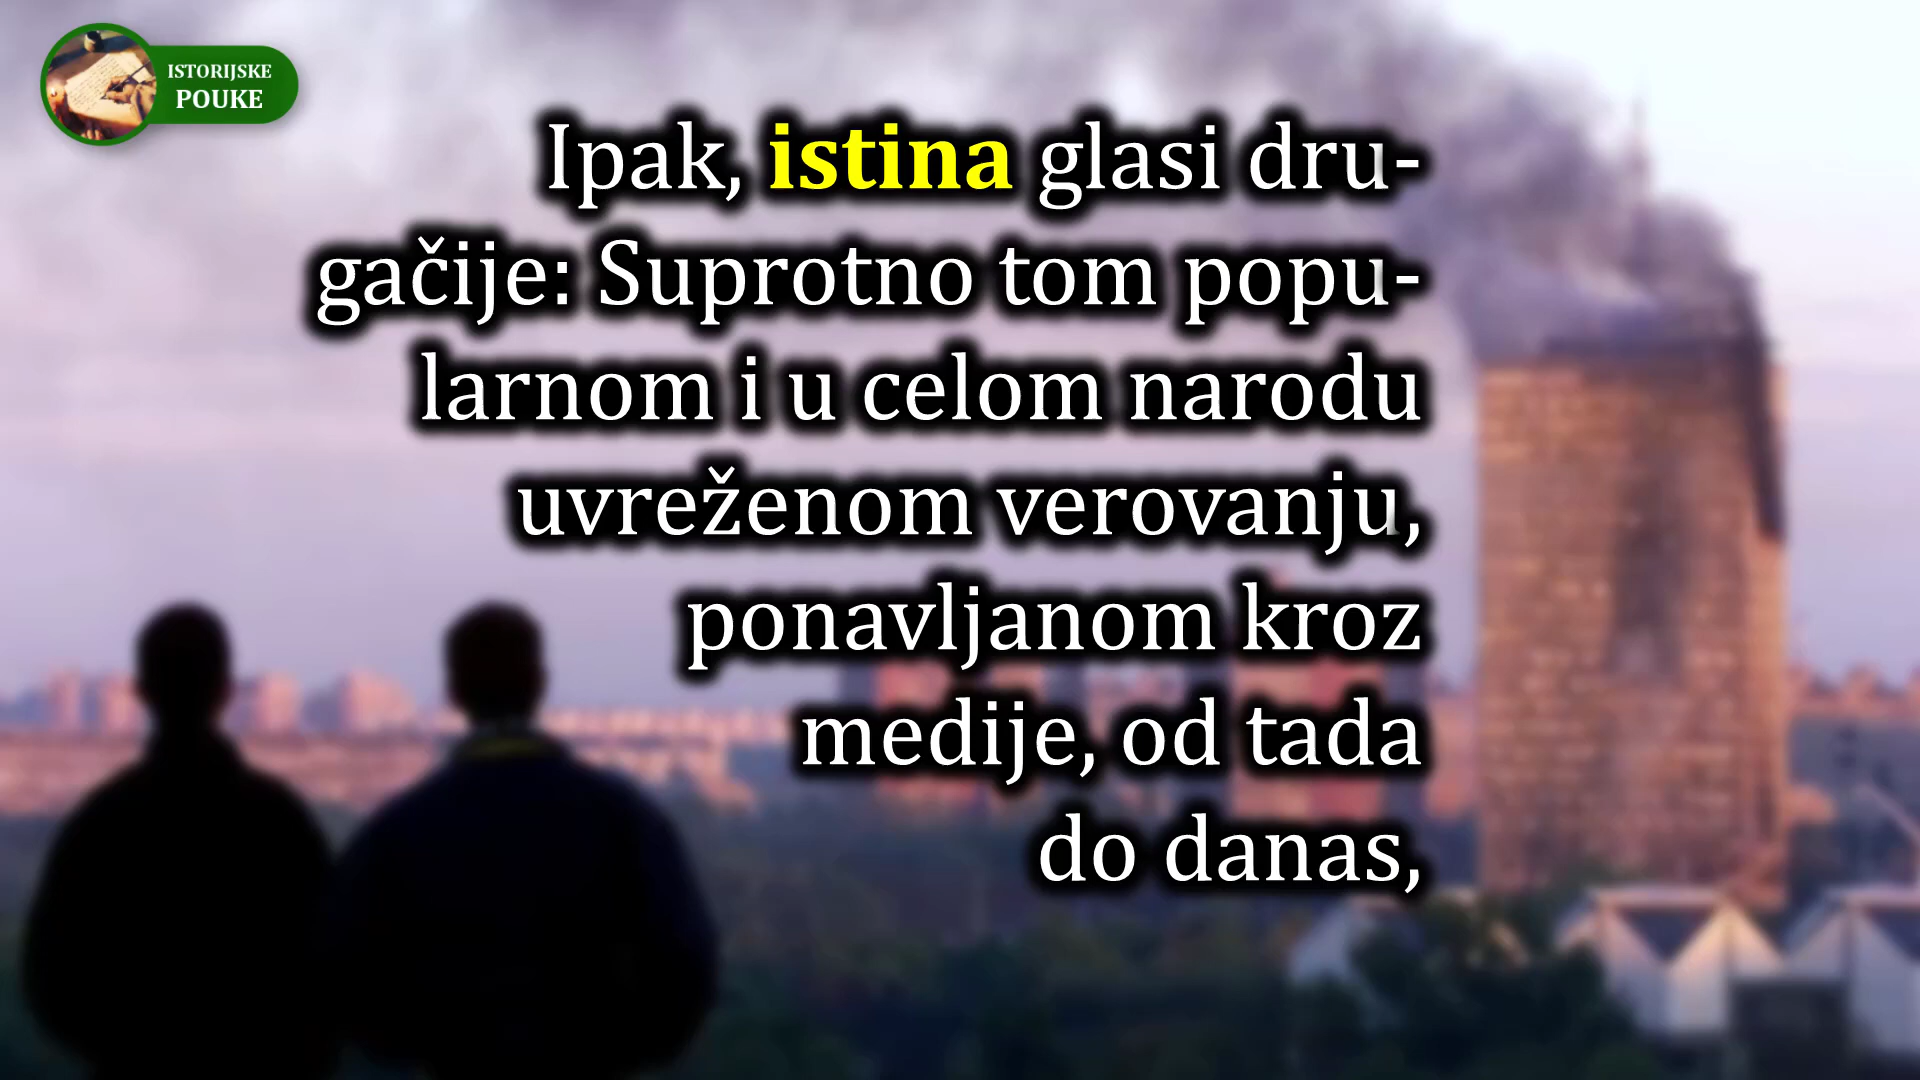 ISTORIJSKE
POUKE
Ipak, istina glasi dru-
gačije: Suprotno tom popu-
larnom i u celom narodu
uvreženom verovanju,
ponavljanom kroz
medije, od tada
do danas,